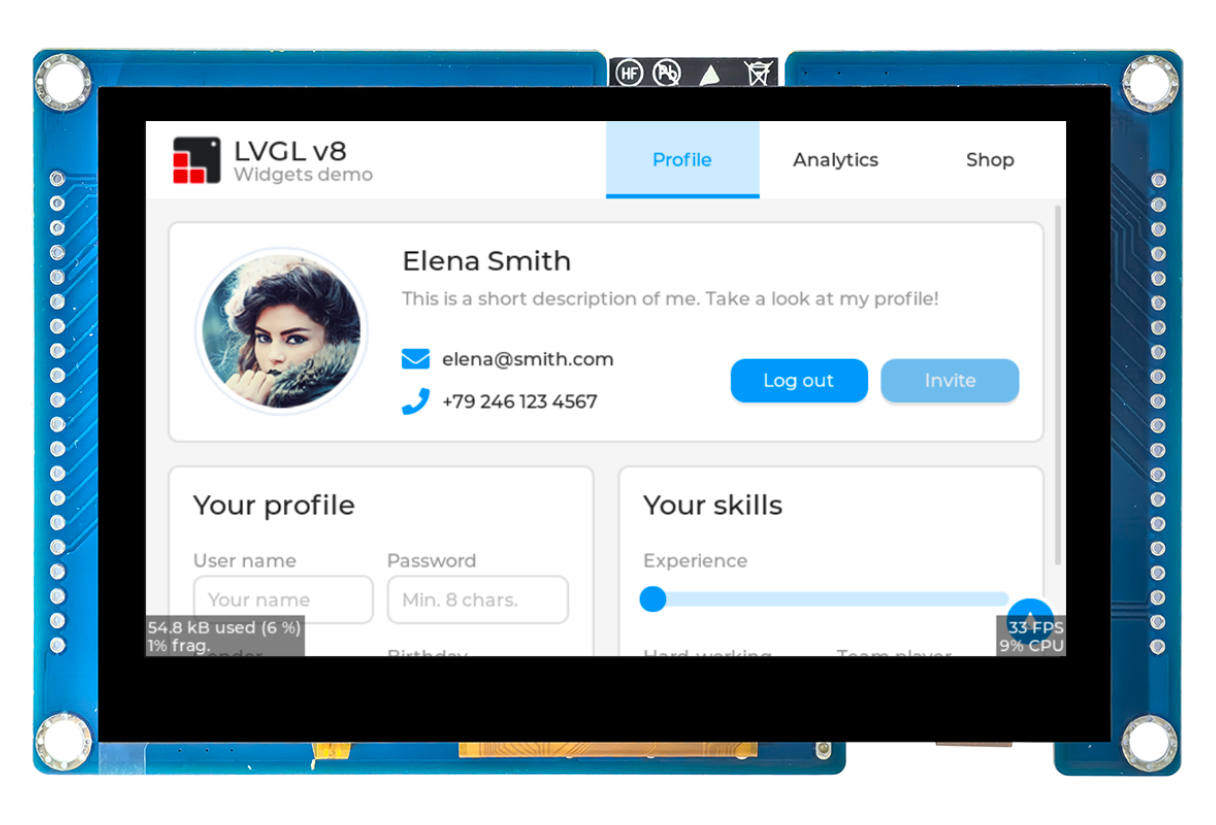 HF Pb
LVGL v8
Widgets demo
Profile Analytics Shop
Elena Smith
This is a short description of me. Take a look at my profile!
elena@smith.com
+79 246 123 4567
Log out Invite
Your profile
User name Password
Your name Min. 8 chars.
Your skills
Experience
54.8 kB used (6 %)
1% frag.
Birthday
Hard-working Team player
33 FPS
9% CPU